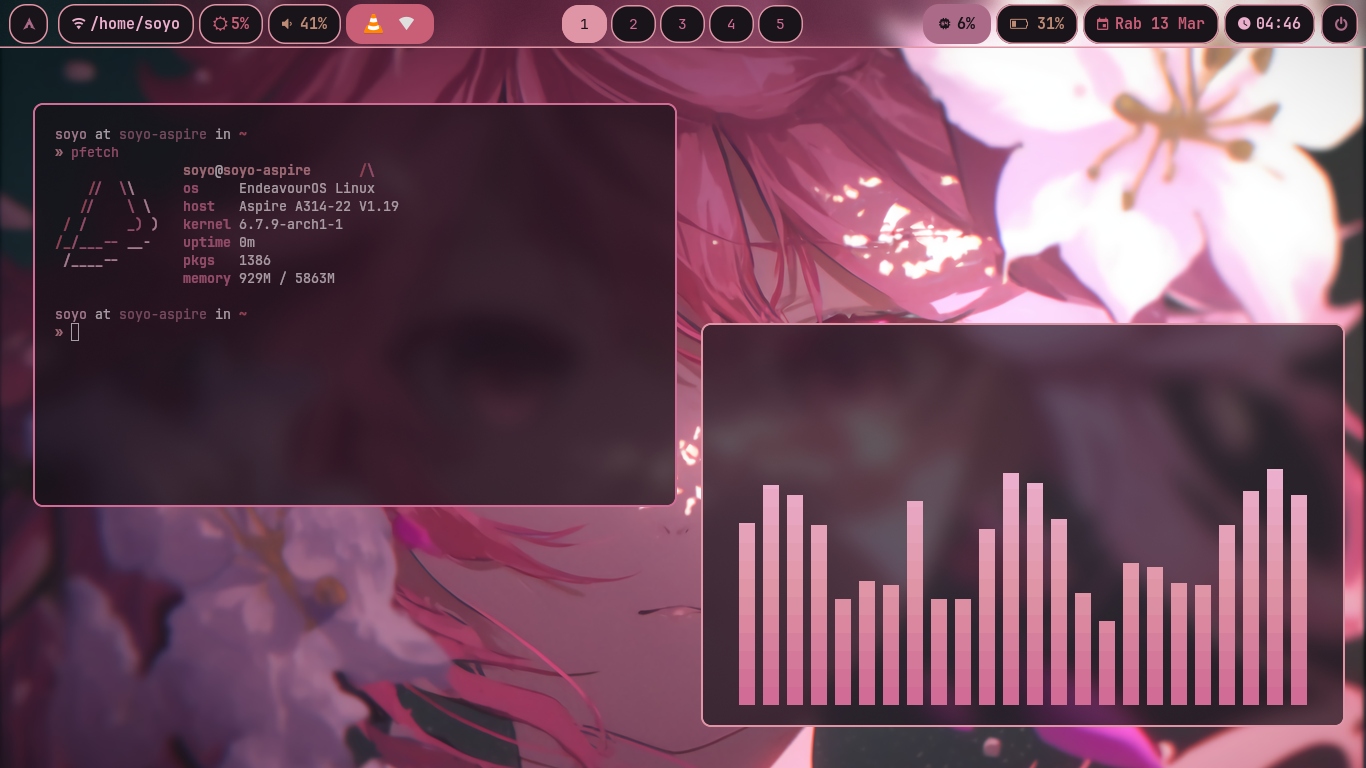 /home/soyo 5% 41% 1 2 3 4 5 6% 31% Rab 13 Mar 04:46
soyo at soyo-aspire in ~
» pfetch
soyo@soyo-aspire
os EndeavourOS Linux
host Aspire A314-22 V1.19
kernel 6.7.9-arch1-1
uptime 0m
pkgs 1386
memory 929M / 5863M
soyo at soyo-aspire in ~
»